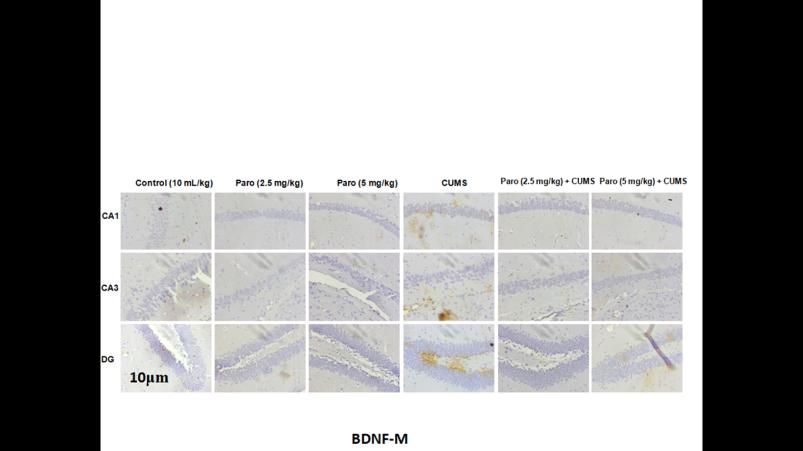 Control (10 mL/kg) Paro (2.5 mg/kg) Paro (5 mg/kg) CUMS Paro (2.5 mg/kg) + CUMS Paro (5 mg/kg) + CUMS
CA1
CA3
DG
10μm
BDNF-M